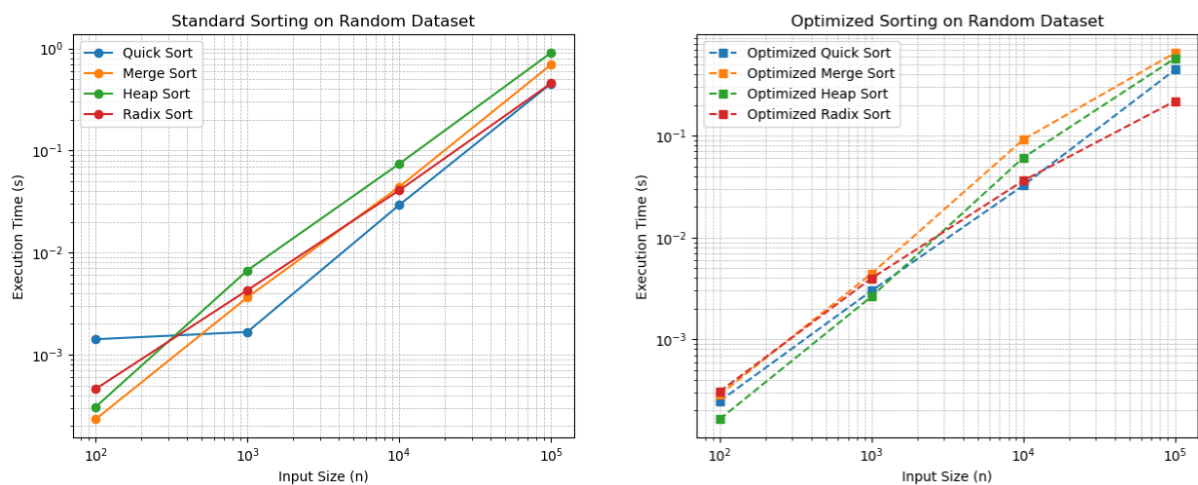 Standard Sorting on Random Dataset
Quick Sort
Merge Sort
Heap Sort
Radix Sort
10⁰
10⁻¹
10⁻²
10⁻³
Execution Time (s)
10² 10³ 10⁴ 10⁵
Input Size (n)
Optimized Sorting on Random Dataset
Optimized Quick Sort
Optimized Merge Sort
Optimized Heap Sort
Optimized Radix Sort
10⁻¹
10⁻²
10⁻³
Execution Time (s)
10² 10³ 10⁴ 10⁵
Input Size (n)